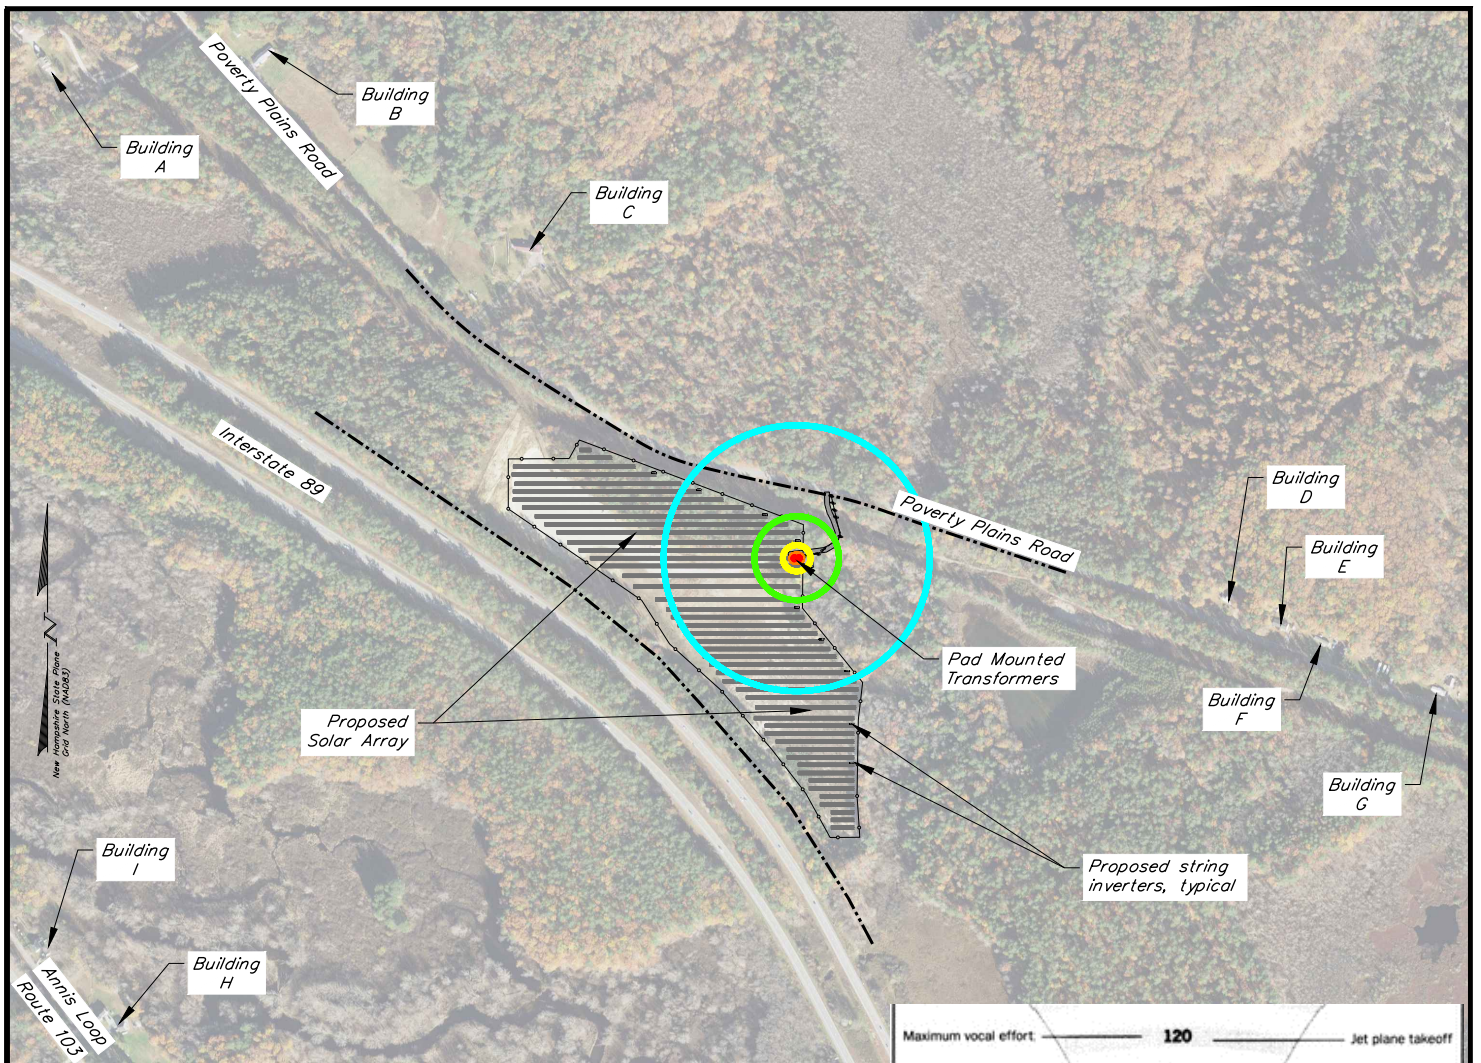 Poverty Plains Road
Building
B
Building
A
Building
C
Interstate 89
Poverty Plains Road
Building
D
Building
E
Pad Mounted
Transformers
Building
F
Proposed
Solar Array
Building
G
N
New Hampshire State Plane
Grid North (NAD83)
Building
I
Proposed string
inverters, typical
Building
H
Annis Loop
Route 103
Maximum vocal effort 120 Jet plane takeoff